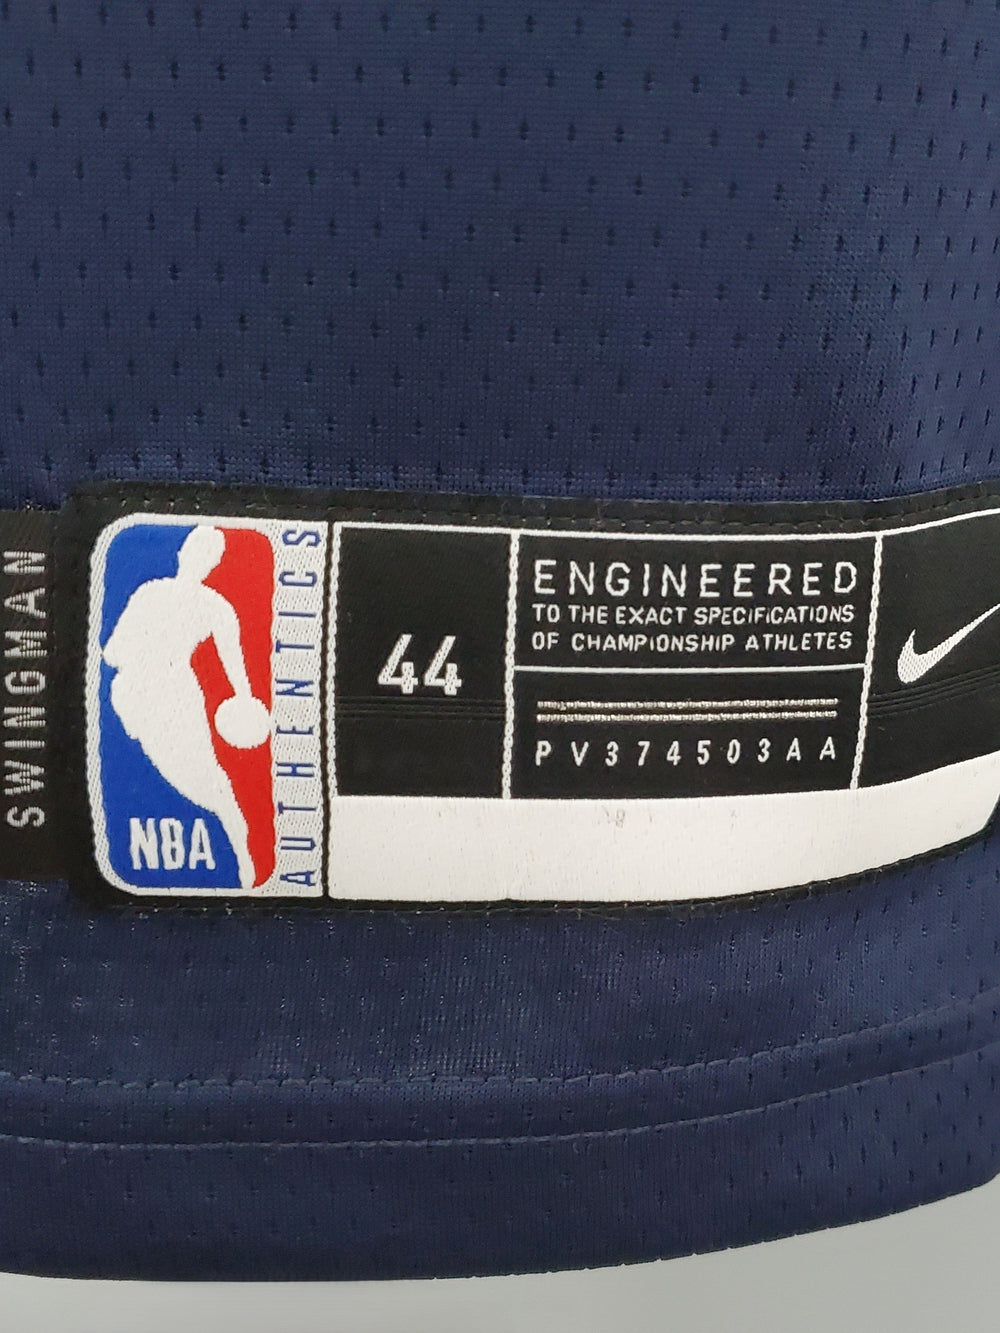 SWINGMAN
NBA
AUTHENTICS
44
ENGINEERED
TO THE EXACT SPECIFICATIONS
OF CHAMPIONSHIP ATHLETES
PV374503AA